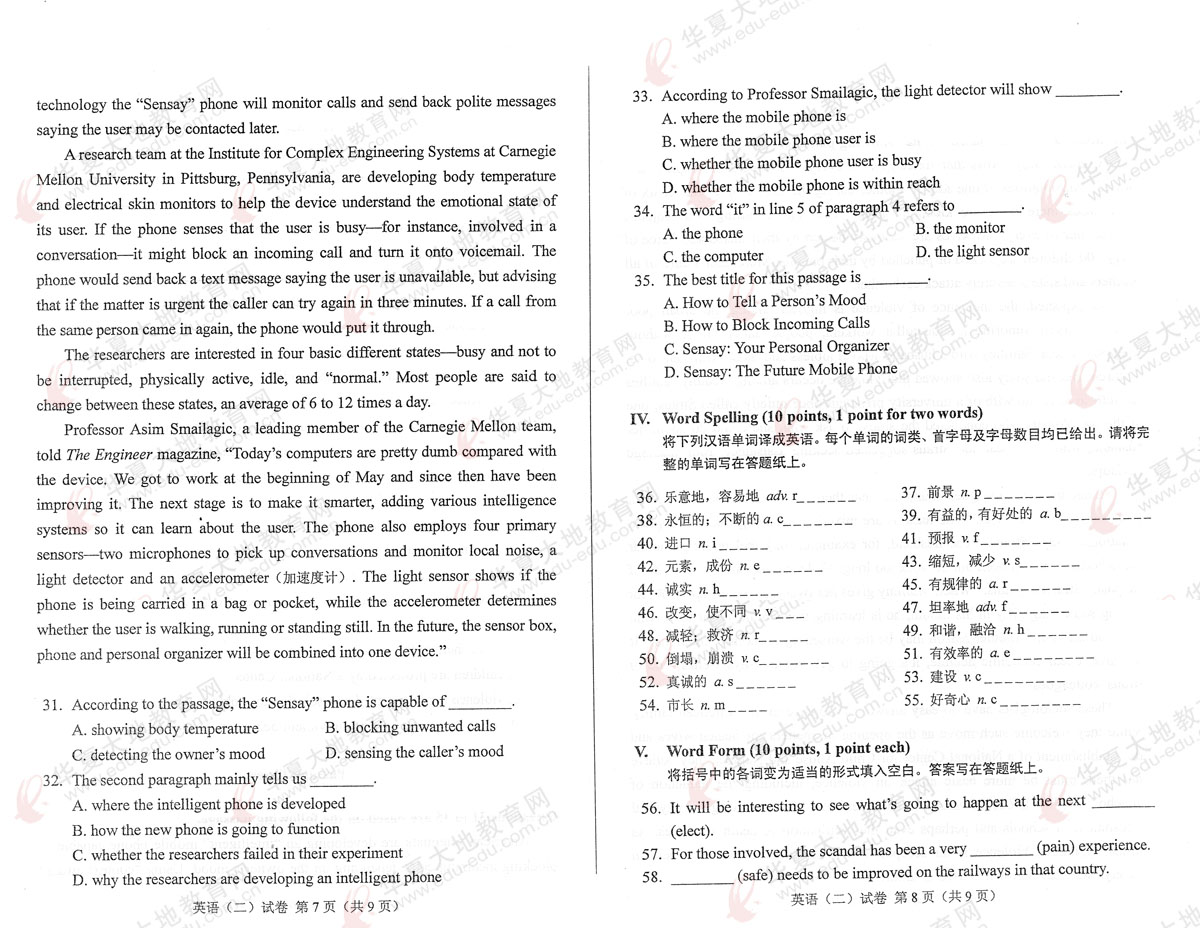 technology the “Sensay” phone will monitor calls and send back polite messages
saying the user may be contacted later.
A research team at the Institute for Complex Engineering Systems at Carnegie
Mellon University in Pittsburg, Pennsylvania, are developing body temperature
and electrical skin monitors to help the device understand the emotional state of
its user. If the phone senses that the user is busy—for instance, involved in a
conversation—it might block an incoming call and turn it onto voicemail. The
phone would send back a text message saying the user is unavailable, but advising
that if the matter is urgent the caller can try again in three minutes. If a call from
the same person came in again, the phone would put it through.
The researchers are interested in four basic different states—busy and not to
be interrupted, physically active, idle, and “normal.” Most people are said to
change between these states, an average of 6 to 12 times a day.
Professor Asim Smailagic, a leading member of the Carnegie Mellon team,
told The Engineer magazine, “Today’s computers are pretty dumb compared with
the device. We got to work at the beginning of May and since then have been
improving it. The next stage is to make it smarter, adding various intelligence
systems so it can learn about the user. The phone also employs four primary
sensors—two microphones to pick up conversations and monitor local noise, a
light detector and an accelerometer（加速度计）. The light sensor shows if the
phone is being carried in a bag or pocket, while the accelerometer determines
whether the user is walking, running or standing still. In the future, the sensor box,
phone and personal organizer will be combined into one device.”
31. According to the passage, the “Sensay” phone is capable of ________.
A. showing body temperature B. blocking unwanted calls
C. detecting the owner’s mood D. sensing the caller’s mood
32. The second paragraph mainly tells us ________.
A. where the intelligent phone is developed
B. how the new phone is going to function
C. whether the researchers failed in their experiment
D. why the researchers are developing an intelligent phone
英语（二）试卷 第 7 页（共 9 页）
33. According to Professor Smailagic, the light detector will show ________.
A. where the mobile phone is
B. where the mobile phone user is
C. whether the mobile phone user is busy
D. whether the mobile phone is within reach
34. The word “it” in line 5 of paragraph 4 refers to ________.
A. the phone B. the monitor
C. the computer D. the light sensor
35. The best title for this passage is ________.
A. How to Tell a Person’s Mood
B. How to Block Incoming Calls
C. Sensay: Your Personal Organizer
D. Sensay: The Future Mobile Phone
IV. Word Spelling (10 points, 1 point for two words)
将下列汉语单词译成英语。每个单词的词类、首字母及字母数目均已给出。请将完
整的单词写在答题纸上。
36. 乐意地，容易地 adv. r_ _ _ _ _ _ 37. 前景 n. p _ _ _ _ _ _ _
38. 永恒的；不断的 a. c_ _ _ _ _ _ _ 39. 有益的，有好处的 a. b_ _ _ _ _ _ _ _ _
40. 进口 n. i _ _ _ _ _ 41. 预报 v. f _ _ _ _ _ _ _
42. 元素，成份 n. e _ _ _ _ _ _ 43. 缩短，减少 v. s_ _ _ _ _ _
44. 诚实 n. h_ _ _ _ _ _ 45. 有规律的 a. r _ _ _ _ _ _
46. 改变，使不同 v. v _ _ _ 47. 坦率地 adv. f _ _ _ _ _ _
48. 减轻；救济 n. r_ _ _ _ _ 49. 和谐，融洽 n. h _ _ _ _ _ _
50. 倒塌，崩溃 v. c_ _ _ _ _ _ _ 51. 有效率的 a. e _ _ _ _ _ _ _ _
52. 真诚的 a. s _ _ _ _ _ _ 53. 建设 v. c _ _ _ _ _ _ _ _
54. 市长 n. m _ _ _ _ 55. 好奇心 n. c _ _ _ _ _ _ _ _
V. Word Form (10 points, 1 point each)
将括号中的各词变为适当的形式填入空白。答案写在答题纸上。
56. It will be interesting to see what’s going to happen at the next ________
(elect).
57. For those involved, the scandal has been a very ________ (pain) experience.
58. ________ (safe) needs to be improved on the railways in that country.
英语（二）试卷 第 8 页（共 9 页）
华夏大地教育网
www.edu-edu.com.cn